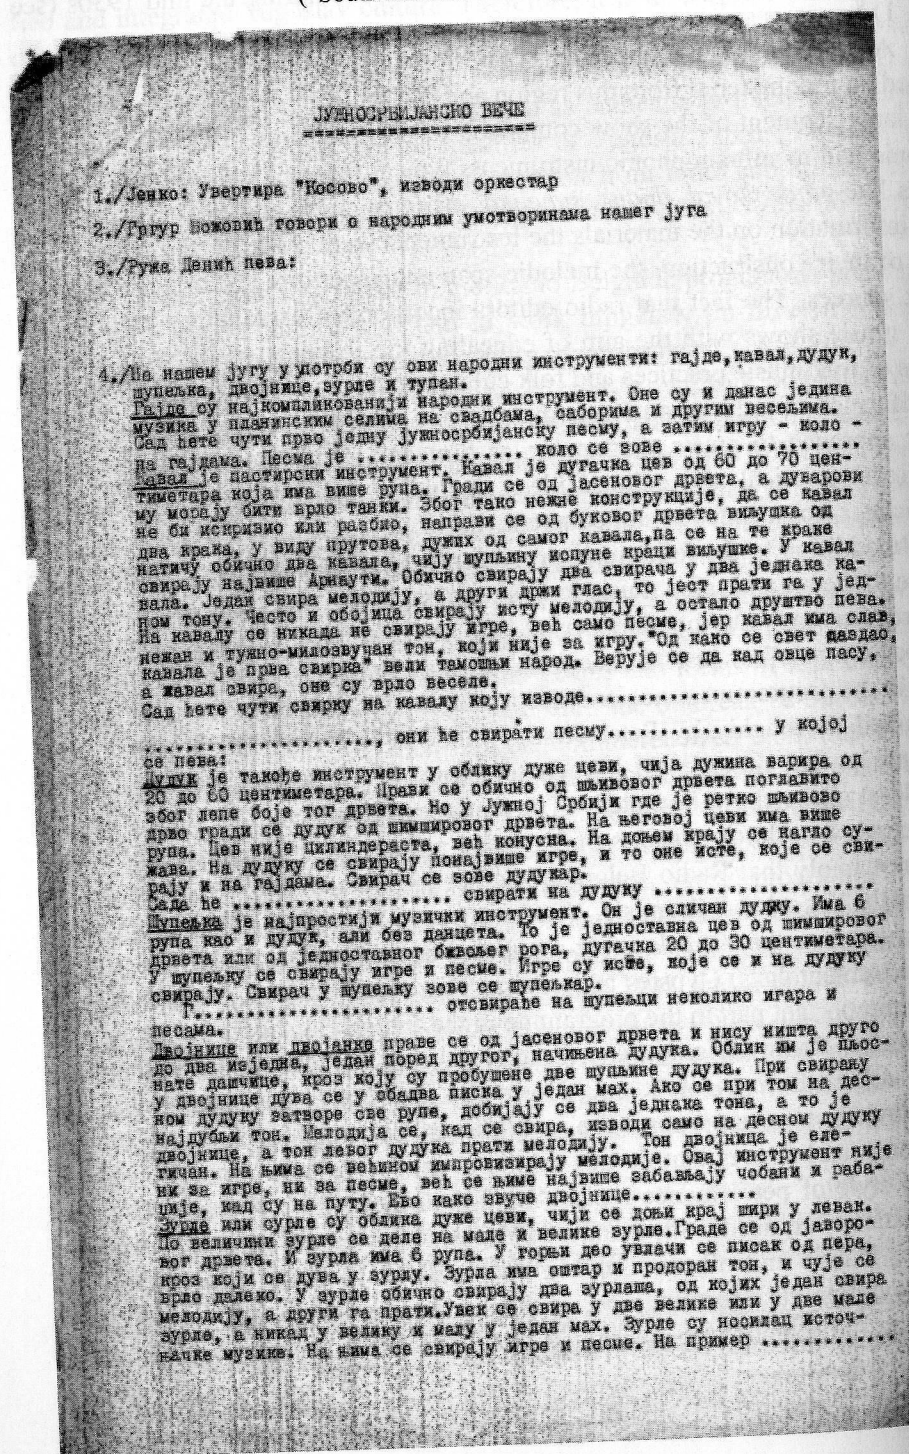 ЈУЖНОСРБИЈАНСКО ВЕЧЕ
1./Јенко: Увертира "Косово", изводи оркестар
2./Гргур Божовић говори о народним умотворинама нашег југа
3./Ружа Денић пева:
4./На нашем југу у употрби су ови народни инструменти: гајде,кавал,дудук,
шупељка, двојнице,зурле и тупан.
Гајде су најкомпликованији народни инструмент. Оне су и данас једина
музика у планинским селима на свадбама, саборима и другим весељима.
Сад ћете чути прво једну јужносрбијанску песму, а затим игру - коло -
на гајдама. Песма је ................ коло се зове ..................
Кавал је пастирски инструмент. Кавал је дугачка цев од 60 до 70 цен-
тиметара која има више рупа. Гради се од јасеновог дрвета, а дуварови
му морају бити врло танки. Због тако нежне конструкције, да се кавал
не би искривио или разбио, направи се од буковог дрвета виљушка од
два крака, у виду прутова, дужих од самог кавала,па се на те краке
натичу обично два кавала, чију шупљину испуне краци виљушке. У кавал
свирају највише Арнаути. Обично свирају два свирача у два једнака ка-
вала. Један свира мелодију, а други држи глас, то јест прати га у јед-
ном тону. Често и обојица свирају исту мелодију, а остало друштво пева.
На кавалу се никада не свирају игре, већ само песме, јер кавал има слаб,
нежан и тужно-милозвучан тон, који није за игру."Од како се свет саздао,
кавала је прва свирка" вели тамошњи народ. Верује се да кад овце пасу,
а кавал свира, оне су врло веселе.
Сад ћете чути свирку на кавалу коју изводе.............................
......................, они ће свирати песму............... у којој
се пева:
Дудук је такође инструмент у облику дуже цеви, чија дужина варира од
20 до 60 центиметара. Прави се обично од шљивовог дрвета поглавито
због лепе боје тог дрвета. Но у Јужној Србији где је ретко шљивово
дрво гради се дудук од шимшировог дрвета. На његовој цеви има више
рупа. Цев није цилиндераста, већ конусна. На доњем крају се нагло су-
жава. На дудуку се свирају понајвише игре, и то оне исте, које се сви-
рају и на гајдама. Свирач се зове дудукар.
Сада ће ..................... свирати на дудуку .....................
Шупељка је најпростији музички инструмент. Он је сличан дудуку. Има 6
рупа као и дудук, али без данцета. То је једноставна цев од шимшировог
дрвета или од једноставног бивољег рога, дугачка 20 до 30 центиметара.
У шупељку се свирају игре и песме. Игре су исте, које се и на дудуку
свирају. Свирач у шупељку зове се шупељкар.
Г....................... отсвираће на шупељци неколико игара и
песама.
Двојнице или двојанке праве се од јасеновог дрвета и нису ништа друго
до два изједна, један поред другог, начињена дудука. Облик им је пљос-
нате дашчице, кроз коју су пробушене две шупљине дудука. При свирању
у двојнице дува се у обадва писка у један мах. Ако се при том на дес-
ном дудуку затворе све рупе, добијају се два једнака тона, а то је
најдубљи тон. Мелодија се, кад се свира, изводи само на десном дудуку
двојнице, а тон левог дудука прати мелодију. Тон двојница је еле-
гичан. На њима се већином импровизирају мелодије. Овај инструмент није
ни за игре, ни за песме, већ се њиме највише забављају чобани и раба-
џије, кад су на путу. Ево како звуче двојнице............
Зурле или сурле су облика дуже цеви, чији се доњи крај шири у левак.
По величини зурле се деле на мале и велике зурле.Граде се од јаворо-
вог дрвета. И зурла има 6 рупа. У горњи део увлачи се писак од пера,
кроз који се дува у зурлу. Зурла има оштар и продоран тон, и чује се
врло далеко. У зурле обично свирају два зурлаша, од којих један свира
мелодију, а други га прати.Увек се свира у две велике или у две мале
зурле, а никад у велику и малу у један мах. Зурле су носилац источ-
њачке музике. На њима се свирају игре и песме. На пример .............